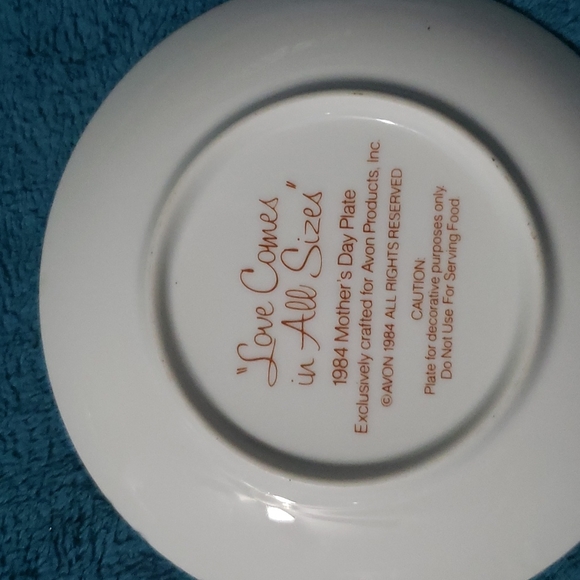 "Love Comes
in All Sizes"
1984 Mother's Day Plate
Exclusively crafted for Avon Products, Inc.
©AVON 1984 ALL RIGHTS RESERVED
CAUTION:
Plate for decorative purposes only.
Do Not Use For Serving Food